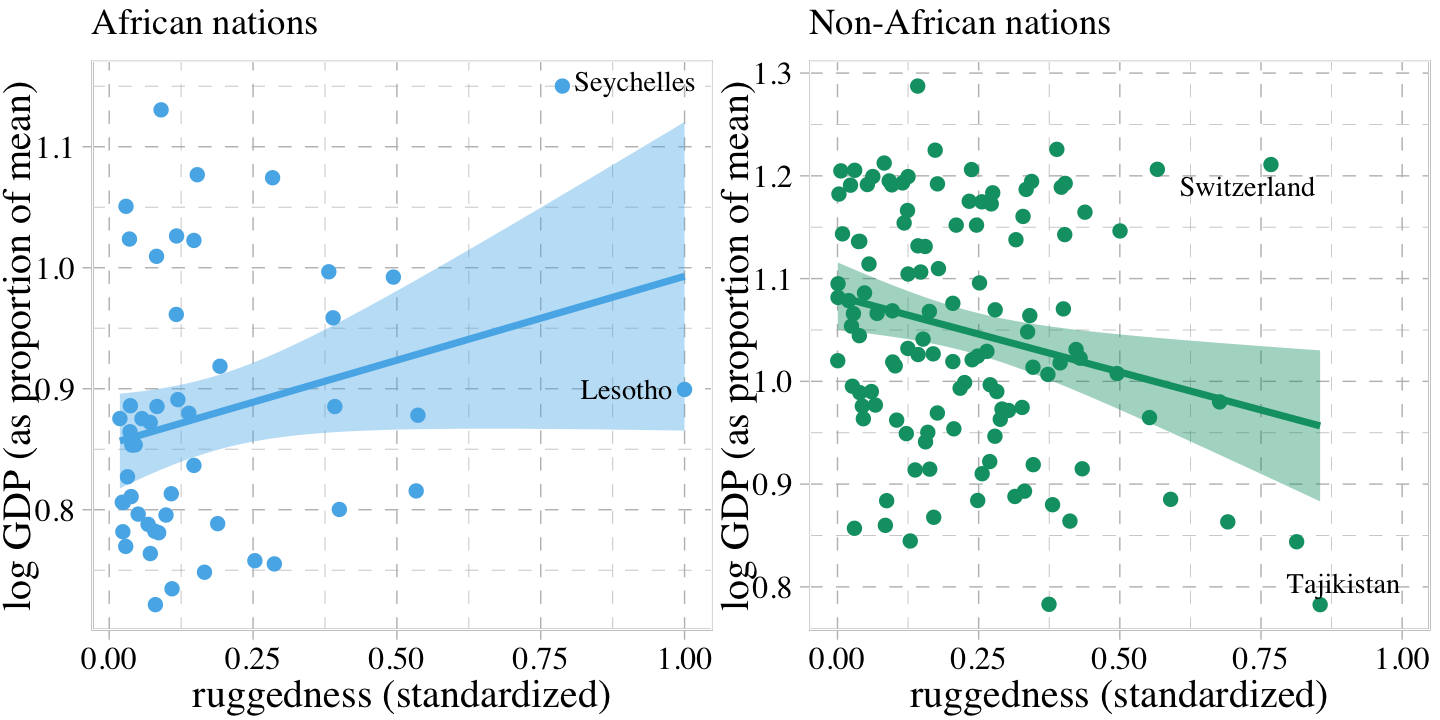 African nations
log GDP (as proportion of mean)
1.1
1.0
0.9
0.8
Seychelles
Lesotho
0.00 0.25 0.50 0.75 1.00
ruggedness (standardized)
Non-African nations
log GDP (as proportion of mean)
1.3
1.2
1.1
1.0
0.9
0.8
Switzerland
Tajikistan
0.00 0.25 0.50 0.75 1.00
ruggedness (standardized)